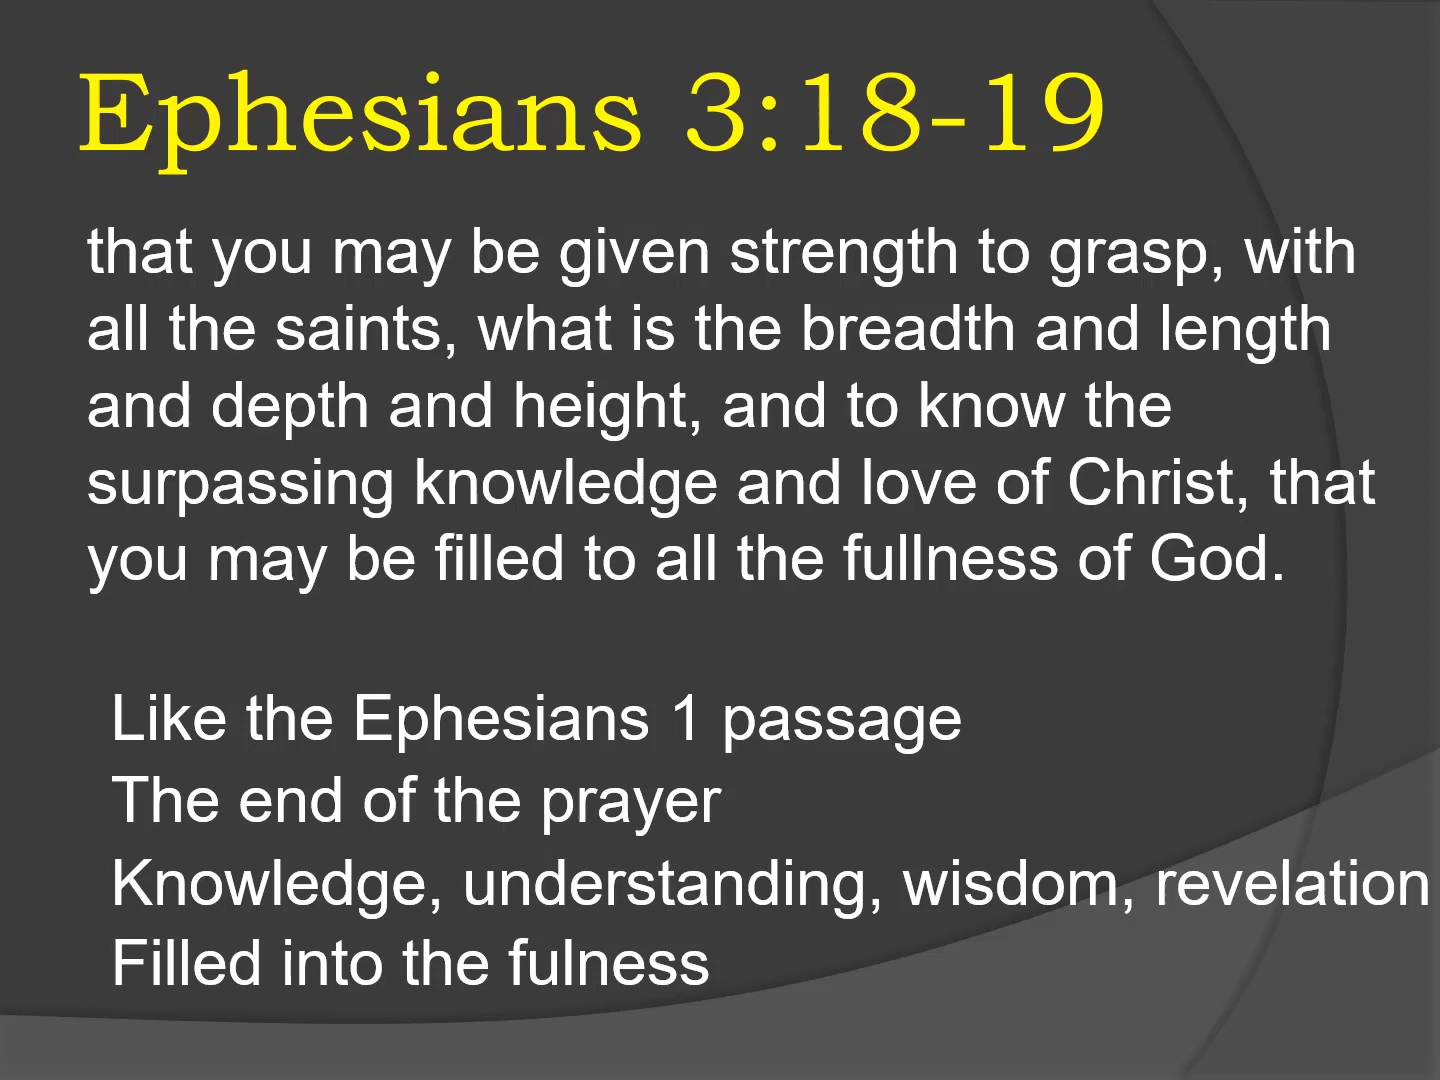 Ephesians 3:18-19
that you may be given strength to grasp, with
all the saints, what is the breadth and length
and depth and height, and to know the
surpassing knowledge and love of Christ, that
you may be filled to all the fullness of God.
Like the Ephesians 1 passage
The end of the prayer
Knowledge, understanding, wisdom, revelation
Filled into the fulness